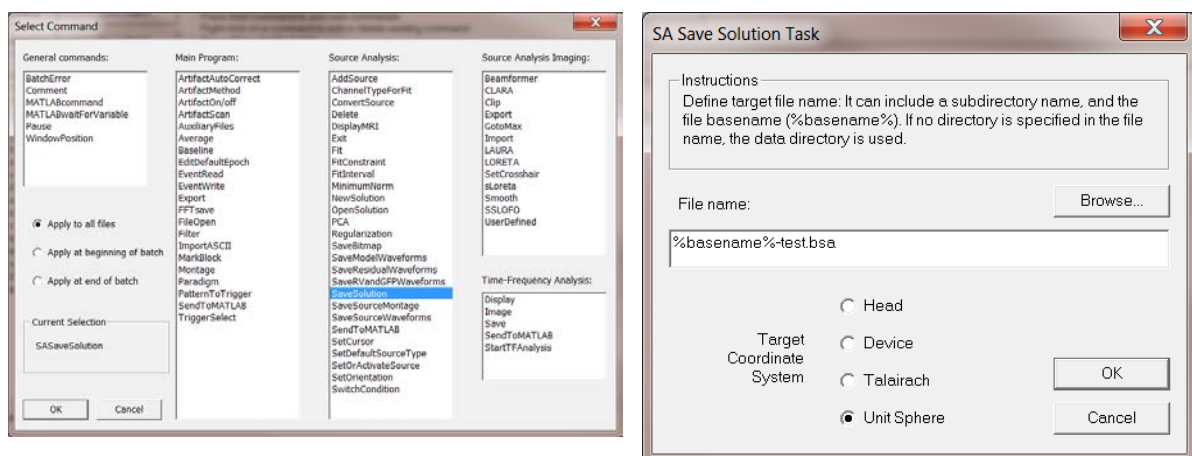 Select Command
General commands:
BatchError
Comment
MATLABcommand
MATLABwaitForVariable
Pause
WindowPosition
Apply to all files
Apply at beginning of batch
Apply at end of batch
Current Selection
SASaveSolution
OK
Cancel
Main Program:
ArtifactAutoCorrect
ArtifactMethod
ArtifactOn/off
ArtifactScan
AuxiliaryFiles
Average
Baseline
EditDefaultEpoch
EventRead
EventWrite
Export
FFTsave
FileOpen
Filter
ImportASCII
MarkBlock
Montage
Paradigm
PatternToTrigger
SendToMATLAB
TriggerSelect
Source Analysis:
AddSource
ChannelTypeForFit
ConvertSource
Delete
DisplayMRI
Exit
Fit
FitConstraint
FitInterval
MinimumNorm
NewSolution
OpenSolution
PCA
Regularization
SaveBitmap
SaveModelWaveforms
SaveResidualWaveforms
SaveRVandGFPWaveforms
SaveSolution
SaveSourceMontage
SaveSourceWaveforms
SendToMATLAB
SetCursor
SetDefaultSourceType
SetOrActivateSource
SetOrientation
SwitchCondition
Source Analysis Imaging:
Beamformer
CLARA
Clip
Export
GotoMax
Import
LAURA
LORETA
SetCrosshair
sLoreta
Smooth
SSLOFO
UserDefined
Time-Frequency Analysis:
Display
Image
Save
SendToMATLAB
StartTFAnalysis
SA Save Solution Task
Instructions
Define target file name: It can include a subdirectory name, and the
file basename (%basename%). If no directory is specified in the file
name, the data directory is used.
File name:
Browse...
%basename%-test.bsa
Target
Coordinate
System
Head
Device
Talairach
Unit Sphere
OK
Cancel